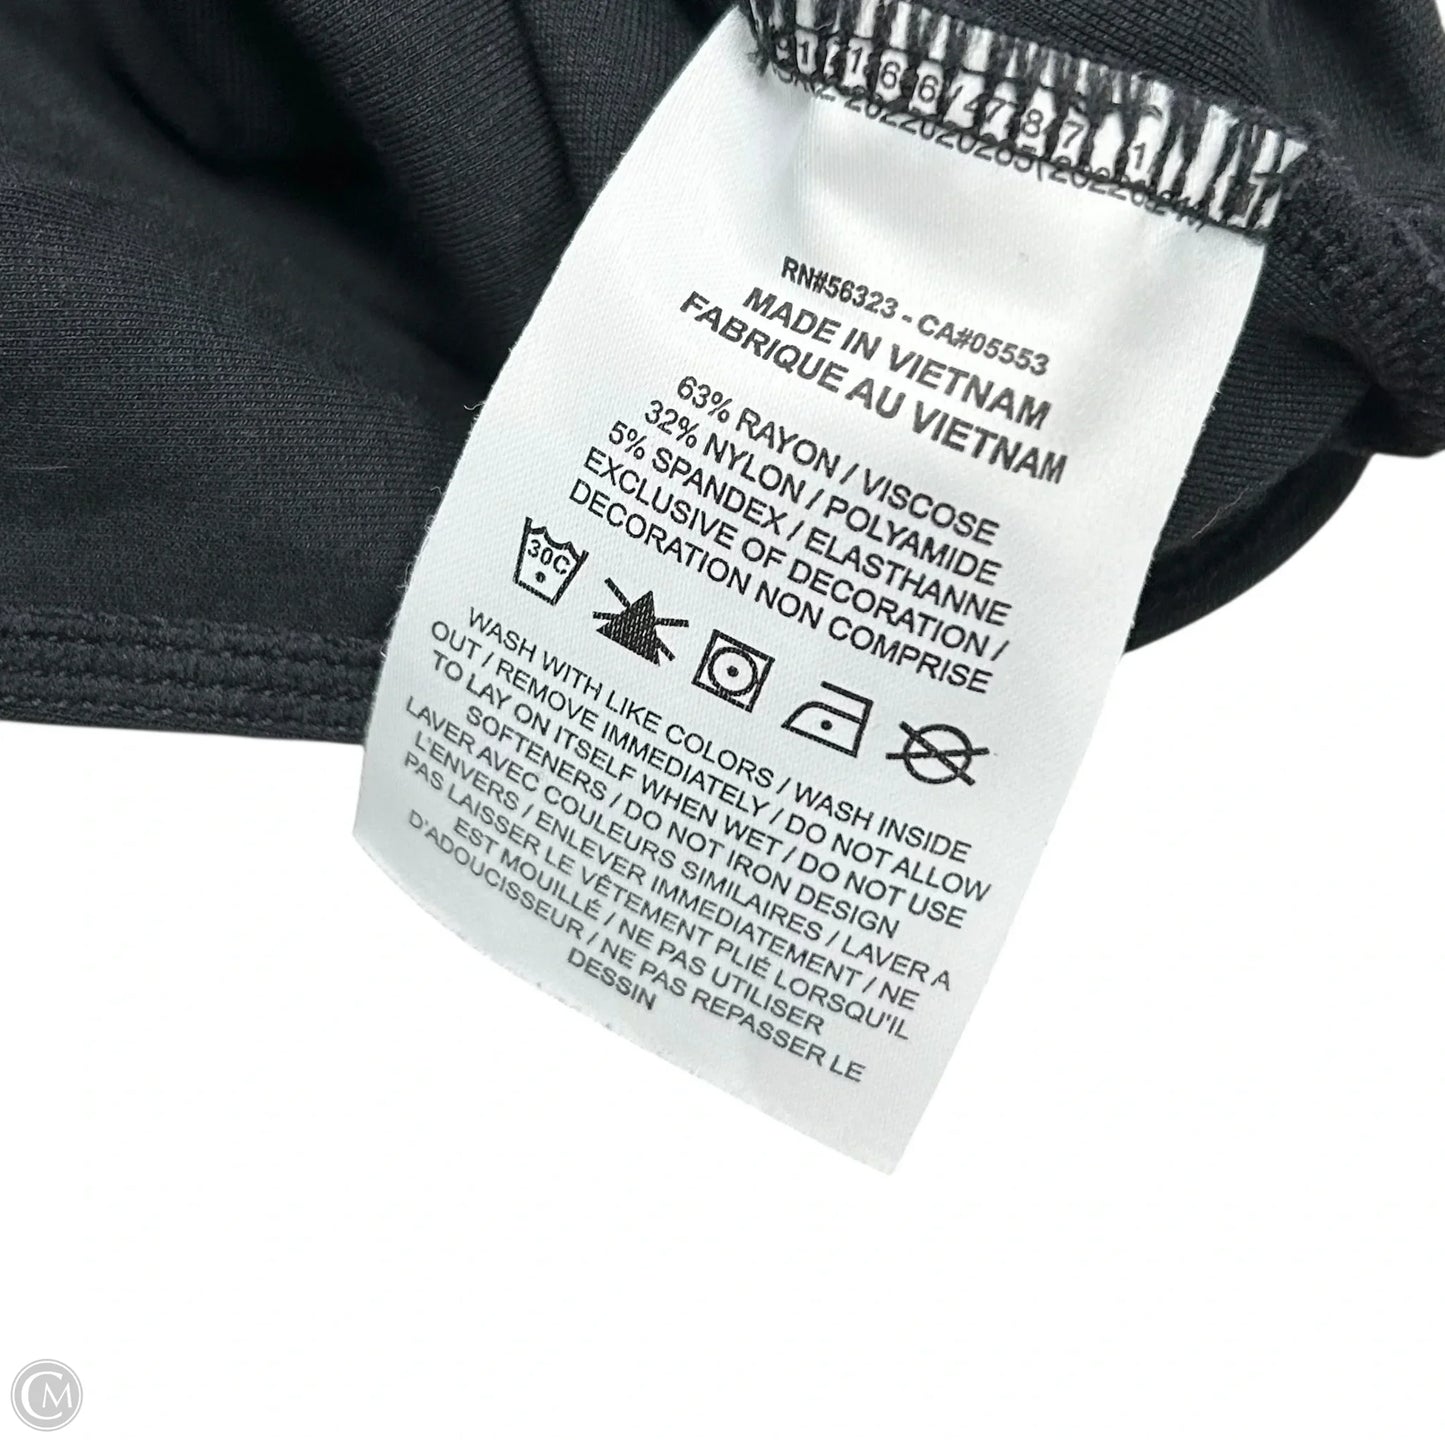 RN#56323 - CA#05553
MADE IN VIETNAM
FABRIQUE AU VIETNAM
63% RAYON / VISCOSE
32% NYLON / POLYAMIDE
5% SPANDEX / ELASTHANNE
EXCLUSIVE OF DECORATION /
DECORATION NON COMPRISE
30C
WASH WITH LIKE COLORS / WASH INSIDE
OUT / REMOVE IMMEDIATELY / DO NOT ALLOW
TO LAY ON ITSELF WHEN WET / DO NOT USE
SOFTENERS / DO NOT IRON DESIGN
LAVER AVEC COULEURS SIMILAIRES / LAVER A
L'ENVERS / ENLEVER IMMEDIATEMENT / NE
PAS LAISSER LE VÊTEMENT PLIÉ LORSQU'IL
EST MOUILLÉ / NE PAS UTILISER
D'ADOUCISSEUR / NE PAS REPASSER LE
DESSIN
CM